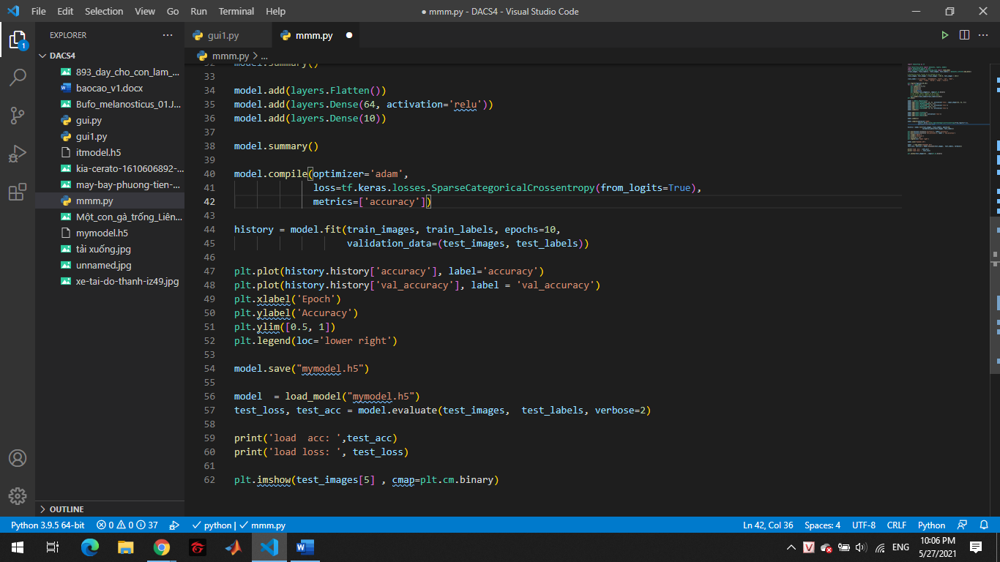 File Edit Selection View Go Run Terminal Help
● mmm.py - DACS4 - Visual Studio Code
EXPLORER
1
DACS4
893_day_cho_con_lam_...
baocao_v1.docx
Bufo_melanosticus_01.J...
gui.py
gui1.py
itmodel.h5
kia-cerato-1610606892-...
may-bay-phuong-tien-...
mmm.py
Một_con_gà_trống_Liên...
mymodel.h5
tải xuống.jpg
unnamed.jpg
xe-tai-do-thanh-iz49.jpg
OUTLINE
gui1.py mmm.py
mmm.py > ...
32 model.summary()
33
34 model.add(layers.Flatten())
35 model.add(layers.Dense(64, activation='relu'))
36 model.add(layers.Dense(10))
37
38 model.summary()
39
40 model.compile(optimizer='adam',
41 loss=tf.keras.losses.SparseCategoricalCrossentropy(from_logits=True),
42 metrics=['accuracy'])
43
44 history = model.fit(train_images, train_labels, epochs=10,
45 validation_data=(test_images, test_labels))
46
47 plt.plot(history.history['accuracy'], label='accuracy')
48 plt.plot(history.history['val_accuracy'], label = 'val_accuracy')
49 plt.xlabel('Epoch')
50 plt.ylabel('Accuracy')
51 plt.ylim([0.5, 1])
52 plt.legend(loc='lower right')
53
54 model.save("mymodel.h5")
55
56 model  = load_model("mymodel.h5")
57 test_loss, test_acc = model.evaluate(test_images,  test_labels, verbose=2)
58
59 print('load  acc: ',test_acc)
60 print('load loss: ', test_loss)
61
62 plt.imshow(test_images[5] , cmap=plt.cm.binary)
Python 3.9.5 64-bit 0 0 37 python | mmm.py Ln 42, Col 36 Spaces: 4 UTF-8 CRLF Python
V ENG 10:06 PM
5/27/2021